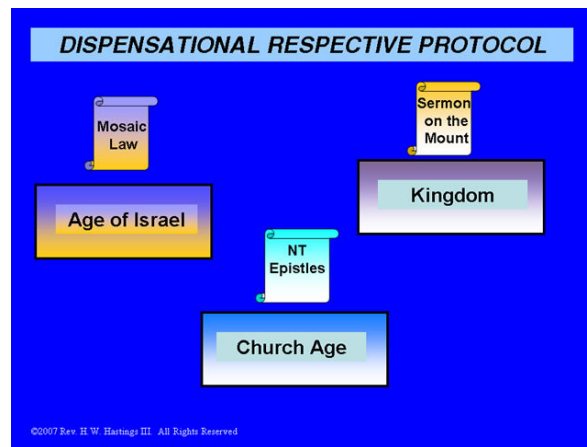 DISPENSATIONAL RESPECTIVE PROTOCOL
Mosaic
Law
Age of Israel
Sermon
on the
Mount
Kingdom
NT
Epistles
Church Age
©2007 Rev. H.W. Hastings III. All Rights Reserved